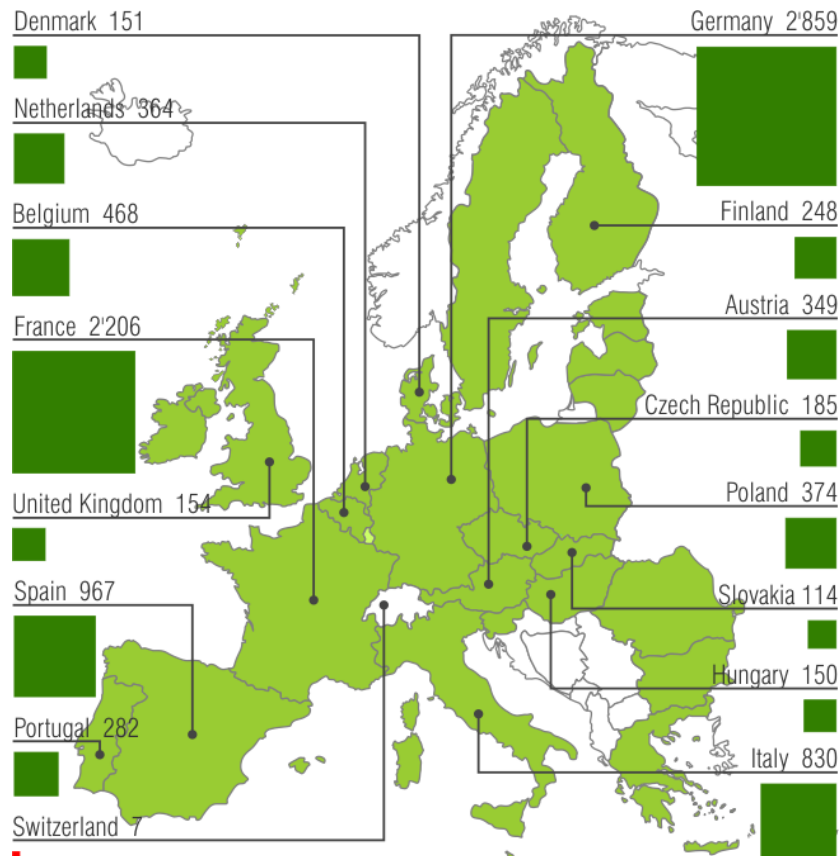 Denmark 151
Germany 2'859
Netherlands 364
Belgium 468
Finland 248
Austria 349
France 2'206
Czech Republic 185
Poland 374
United Kingdom 154
Spain 967
Slovakia 114
Hungary 150
Portugal 282
Italy 830
Switzerland 7